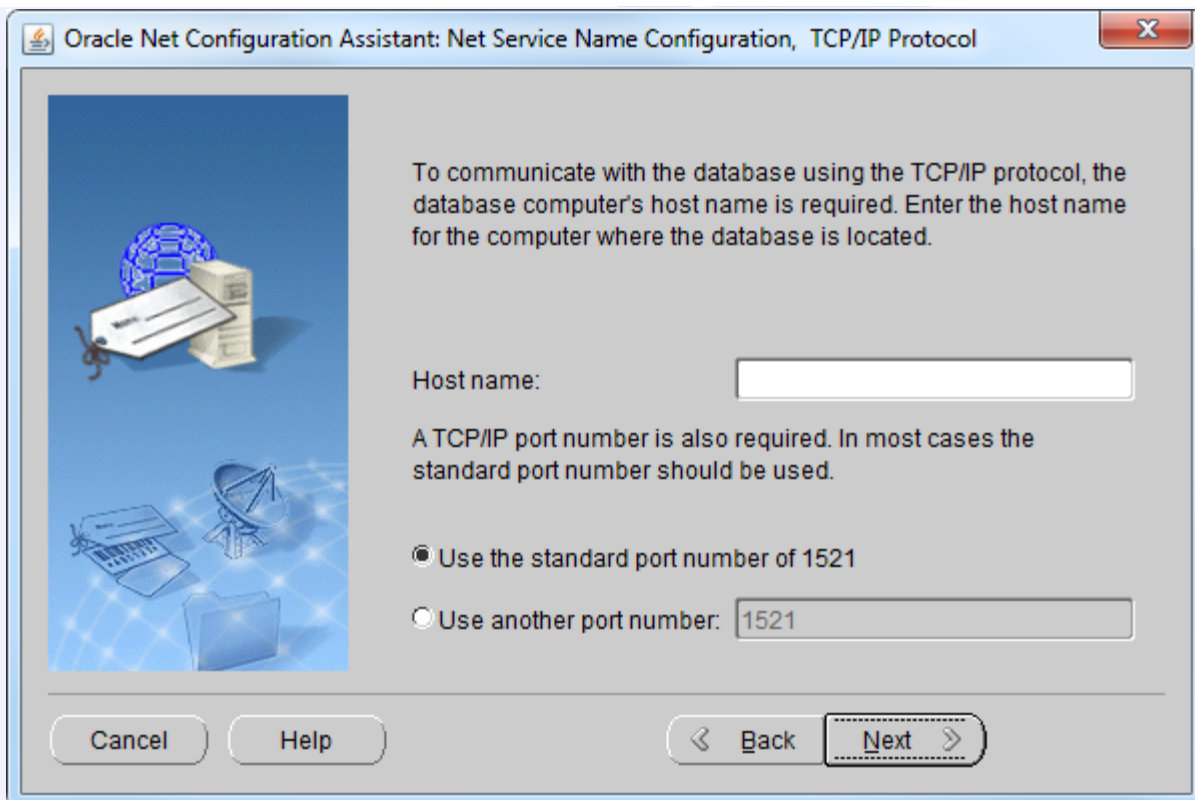 Oracle Net Configuration Assistant: Net Service Name Configuration, TCP/IP Protocol
To communicate with the database using the TCP/IP protocol, the
database computer's host name is required. Enter the host name
for the computer where the database is located.
Host name:
A TCP/IP port number is also required. In most cases the
standard port number should be used.
Use the standard port number of 1521
Use another port number: 1521
Cancel Help Back Next